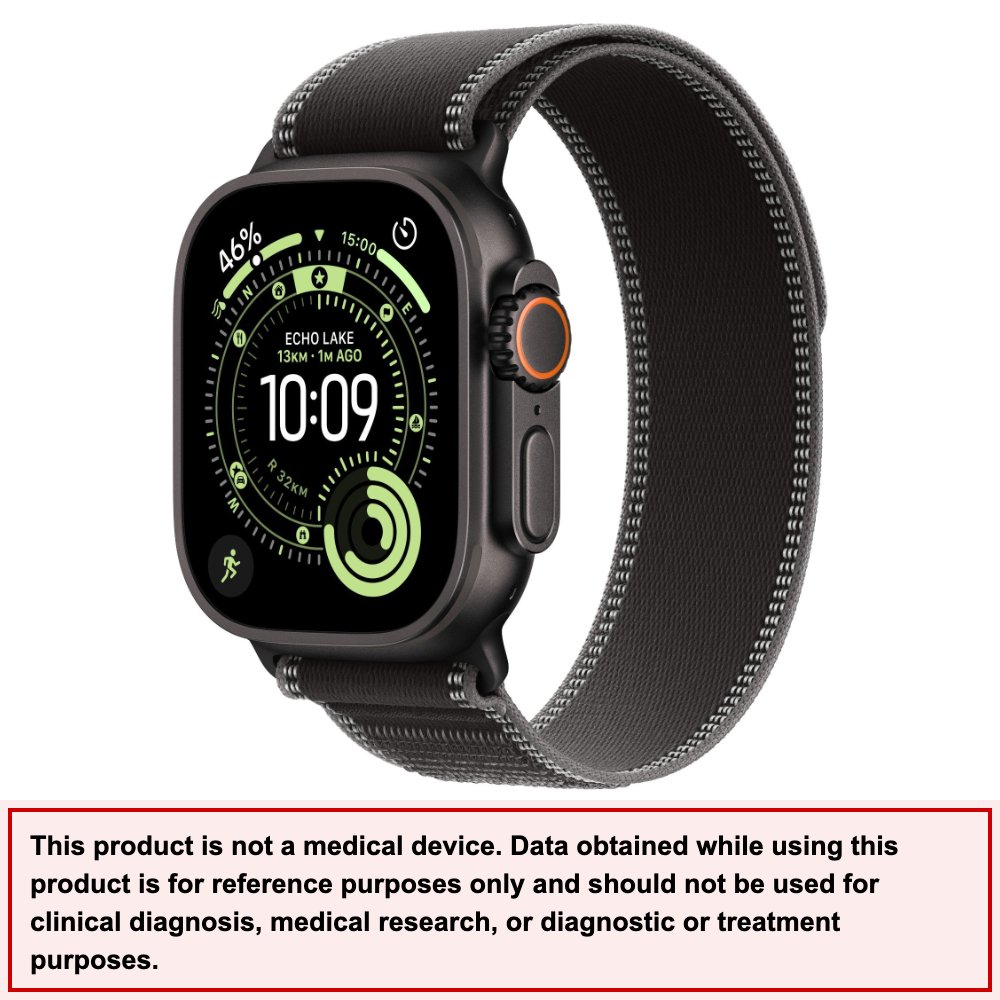 46%
15:00
N
E
ECHO LAKE
13KM · 1M AGO
10:09
R 32KM
W
This product is not a medical device. Data obtained while using this
product is for reference purposes only and should not be used for
clinical diagnosis, medical research, or diagnostic or treatment
purposes.